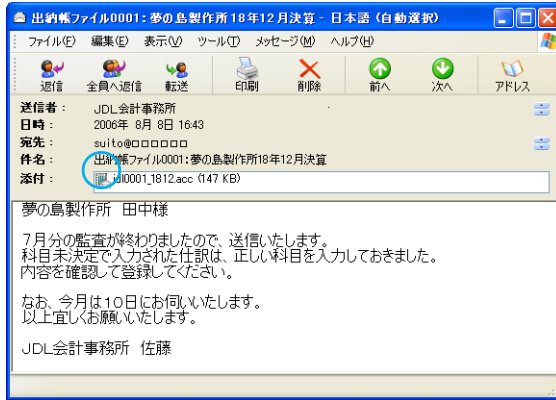 出納帳ファイル0001：夢の島製作所18年12月決算 - 日本語（自動選択）
ファイル(F) 編集(E) 表示(V) ツール(T) メッセージ(M) ヘルプ(H)
返信 全員へ返信 転送 印刷 削除 前へ 次へ アドレス
送信者： JDL会計事務所
日時： 2006年 8月 8日 16:43
宛先： suito@□□□□□□
件名： 出納帳ファイル0001：夢の島製作所18年12月決算
添付： jdl0001_1812.acc (147 KB)
夢の島製作所 田中様
7月分の監査が終わりましたので、送信いたします。
科目未決定で入力された仕訳は、正しい科目を入力しておきました。
内容を確認して登録してください。
なお、今月は10日にお伺いいたします。
以上宜しくお願いいたします。
JDL会計事務所 佐藤